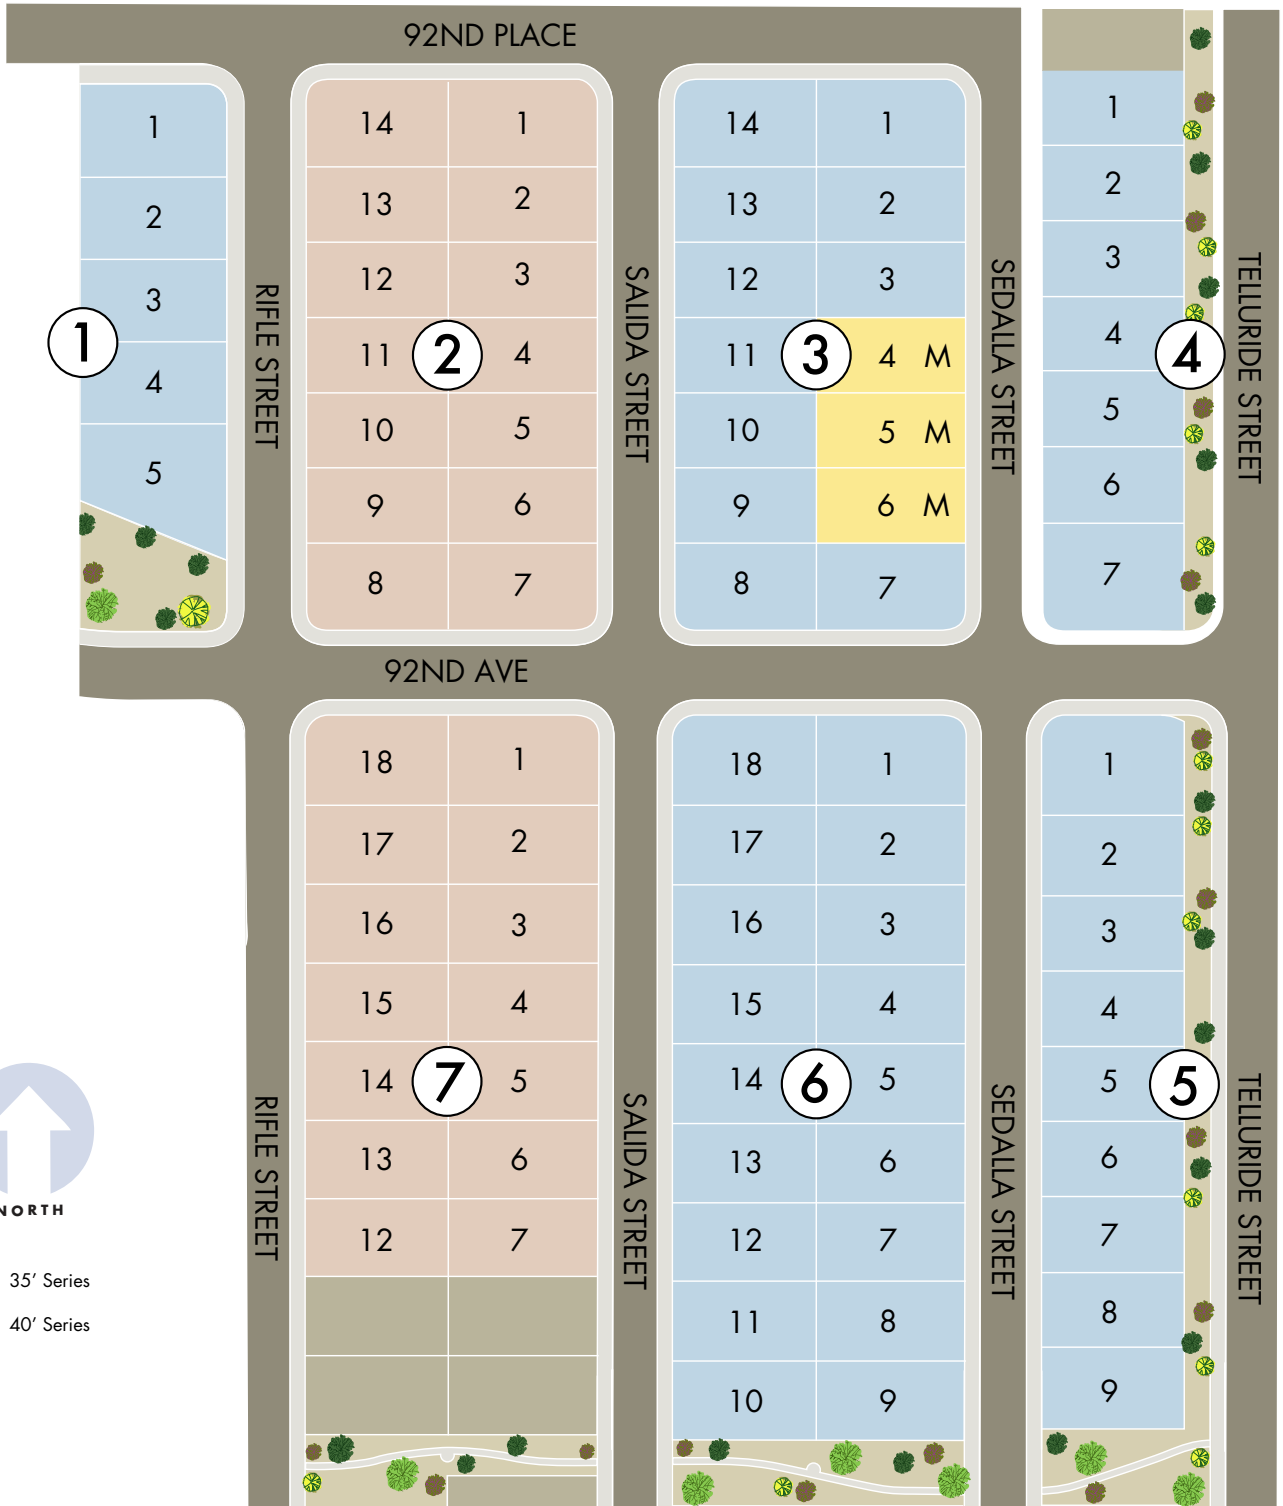 92ND PLACE
1
2
3
4
5
1
RIFLE STREET
14 1
13 2
12 3
11 2 4
10 5
9 6
8 7
SALIDA STREET
14 1
13 2
12 3
11 3 4 M
10 5 M
9 6 M
8 7
SEDALLA STREET
1
2
3
4
5
6
7
4
TELLURIDE STREET
92ND AVE
RIFLE STREET
18 1
17 2
16 3
15 4
14 7 5
13 6
12 7
SALIDA STREET
18 1
17 2
16 3
15 4
14 6 5
13 6
12 7
11 8
10 9
SEDALLA STREET
1
2
3
4
5 5
6
7
8
9
TELLURIDE STREET
NORTH
35’ Series
40’ Series